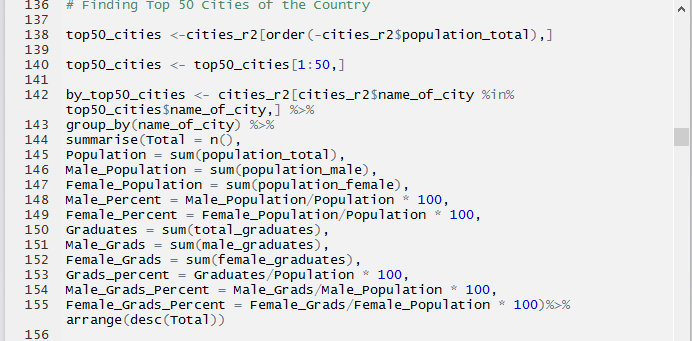 136 # Finding Top 50 Cities of the Country
137
138 top50_cities <-cities_r2[order(-cities_r2$population_total),]
139
140 top50_cities <- top50_cities[1:50,]
141
142 by_top50_cities <- cities_r2[cities_r2$name_of_city %in%
top50_cities$name_of_city,] %>%
143 group_by(name_of_city) %>%
144 summarise(Total = n(),
145 Population = sum(population_total),
146 Male_Population = sum(population_male),
147 Female_Population = sum(population_female),
148 Male_Percent = Male_Population/Population * 100,
149 Female_Percent = Female_Population/Population * 100,
150 Graduates = sum(total_graduates),
151 Male_Grads = sum(male_graduates),
152 Female_Grads = sum(female_graduates),
153 Grads_percent = Graduates/Population * 100,
154 Male_Grads_Percent = Male_Grads/Male_Population * 100,
155 Female_Grads_Percent = Female_Grads/Female_Population * 100)%>%
arrange(desc(Total))
156